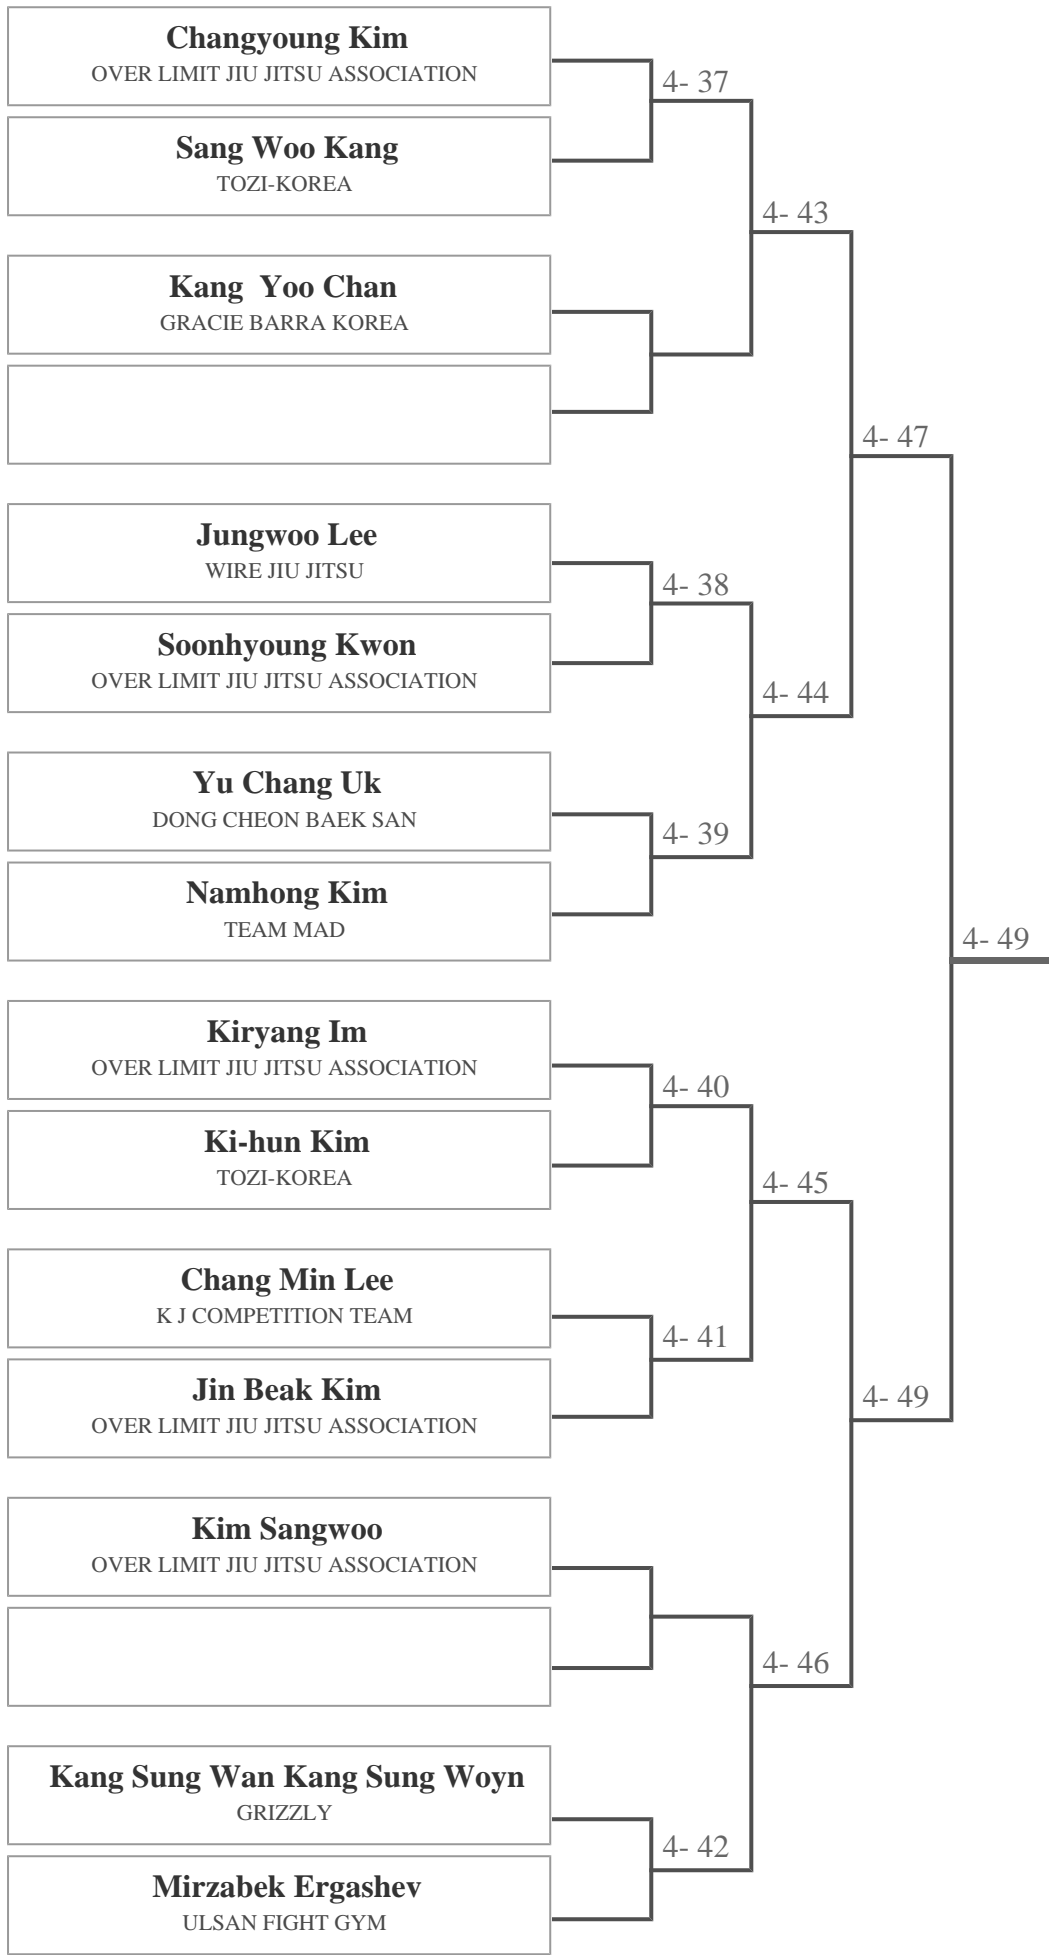 Changyoung Kim
OVER LIMIT JIU JITSU ASSOCIATION
4- 37
Sang Woo Kang
TOZI-KOREA
4- 43
Kang  Yoo Chan
GRACIE BARRA KOREA
4- 47
Jungwoo Lee
WIRE JIU JITSU
4- 38
Soonhyoung Kwon
OVER LIMIT JIU JITSU ASSOCIATION
4- 44
Yu Chang Uk
DONG CHEON BAEK SAN
4- 39
Namhong Kim
TEAM MAD
4- 49
Kiryang Im
OVER LIMIT JIU JITSU ASSOCIATION
4- 40
Ki-hun Kim
TOZI-KOREA
4- 45
Chang Min Lee
K J COMPETITION TEAM
4- 41
Jin Beak Kim
OVER LIMIT JIU JITSU ASSOCIATION
4- 49
Kim Sangwoo
OVER LIMIT JIU JITSU ASSOCIATION
4- 46
Kang Sung Wan Kang Sung Woyn
GRIZZLY
4- 42
Mirzabek Ergashev
ULSAN FIGHT GYM